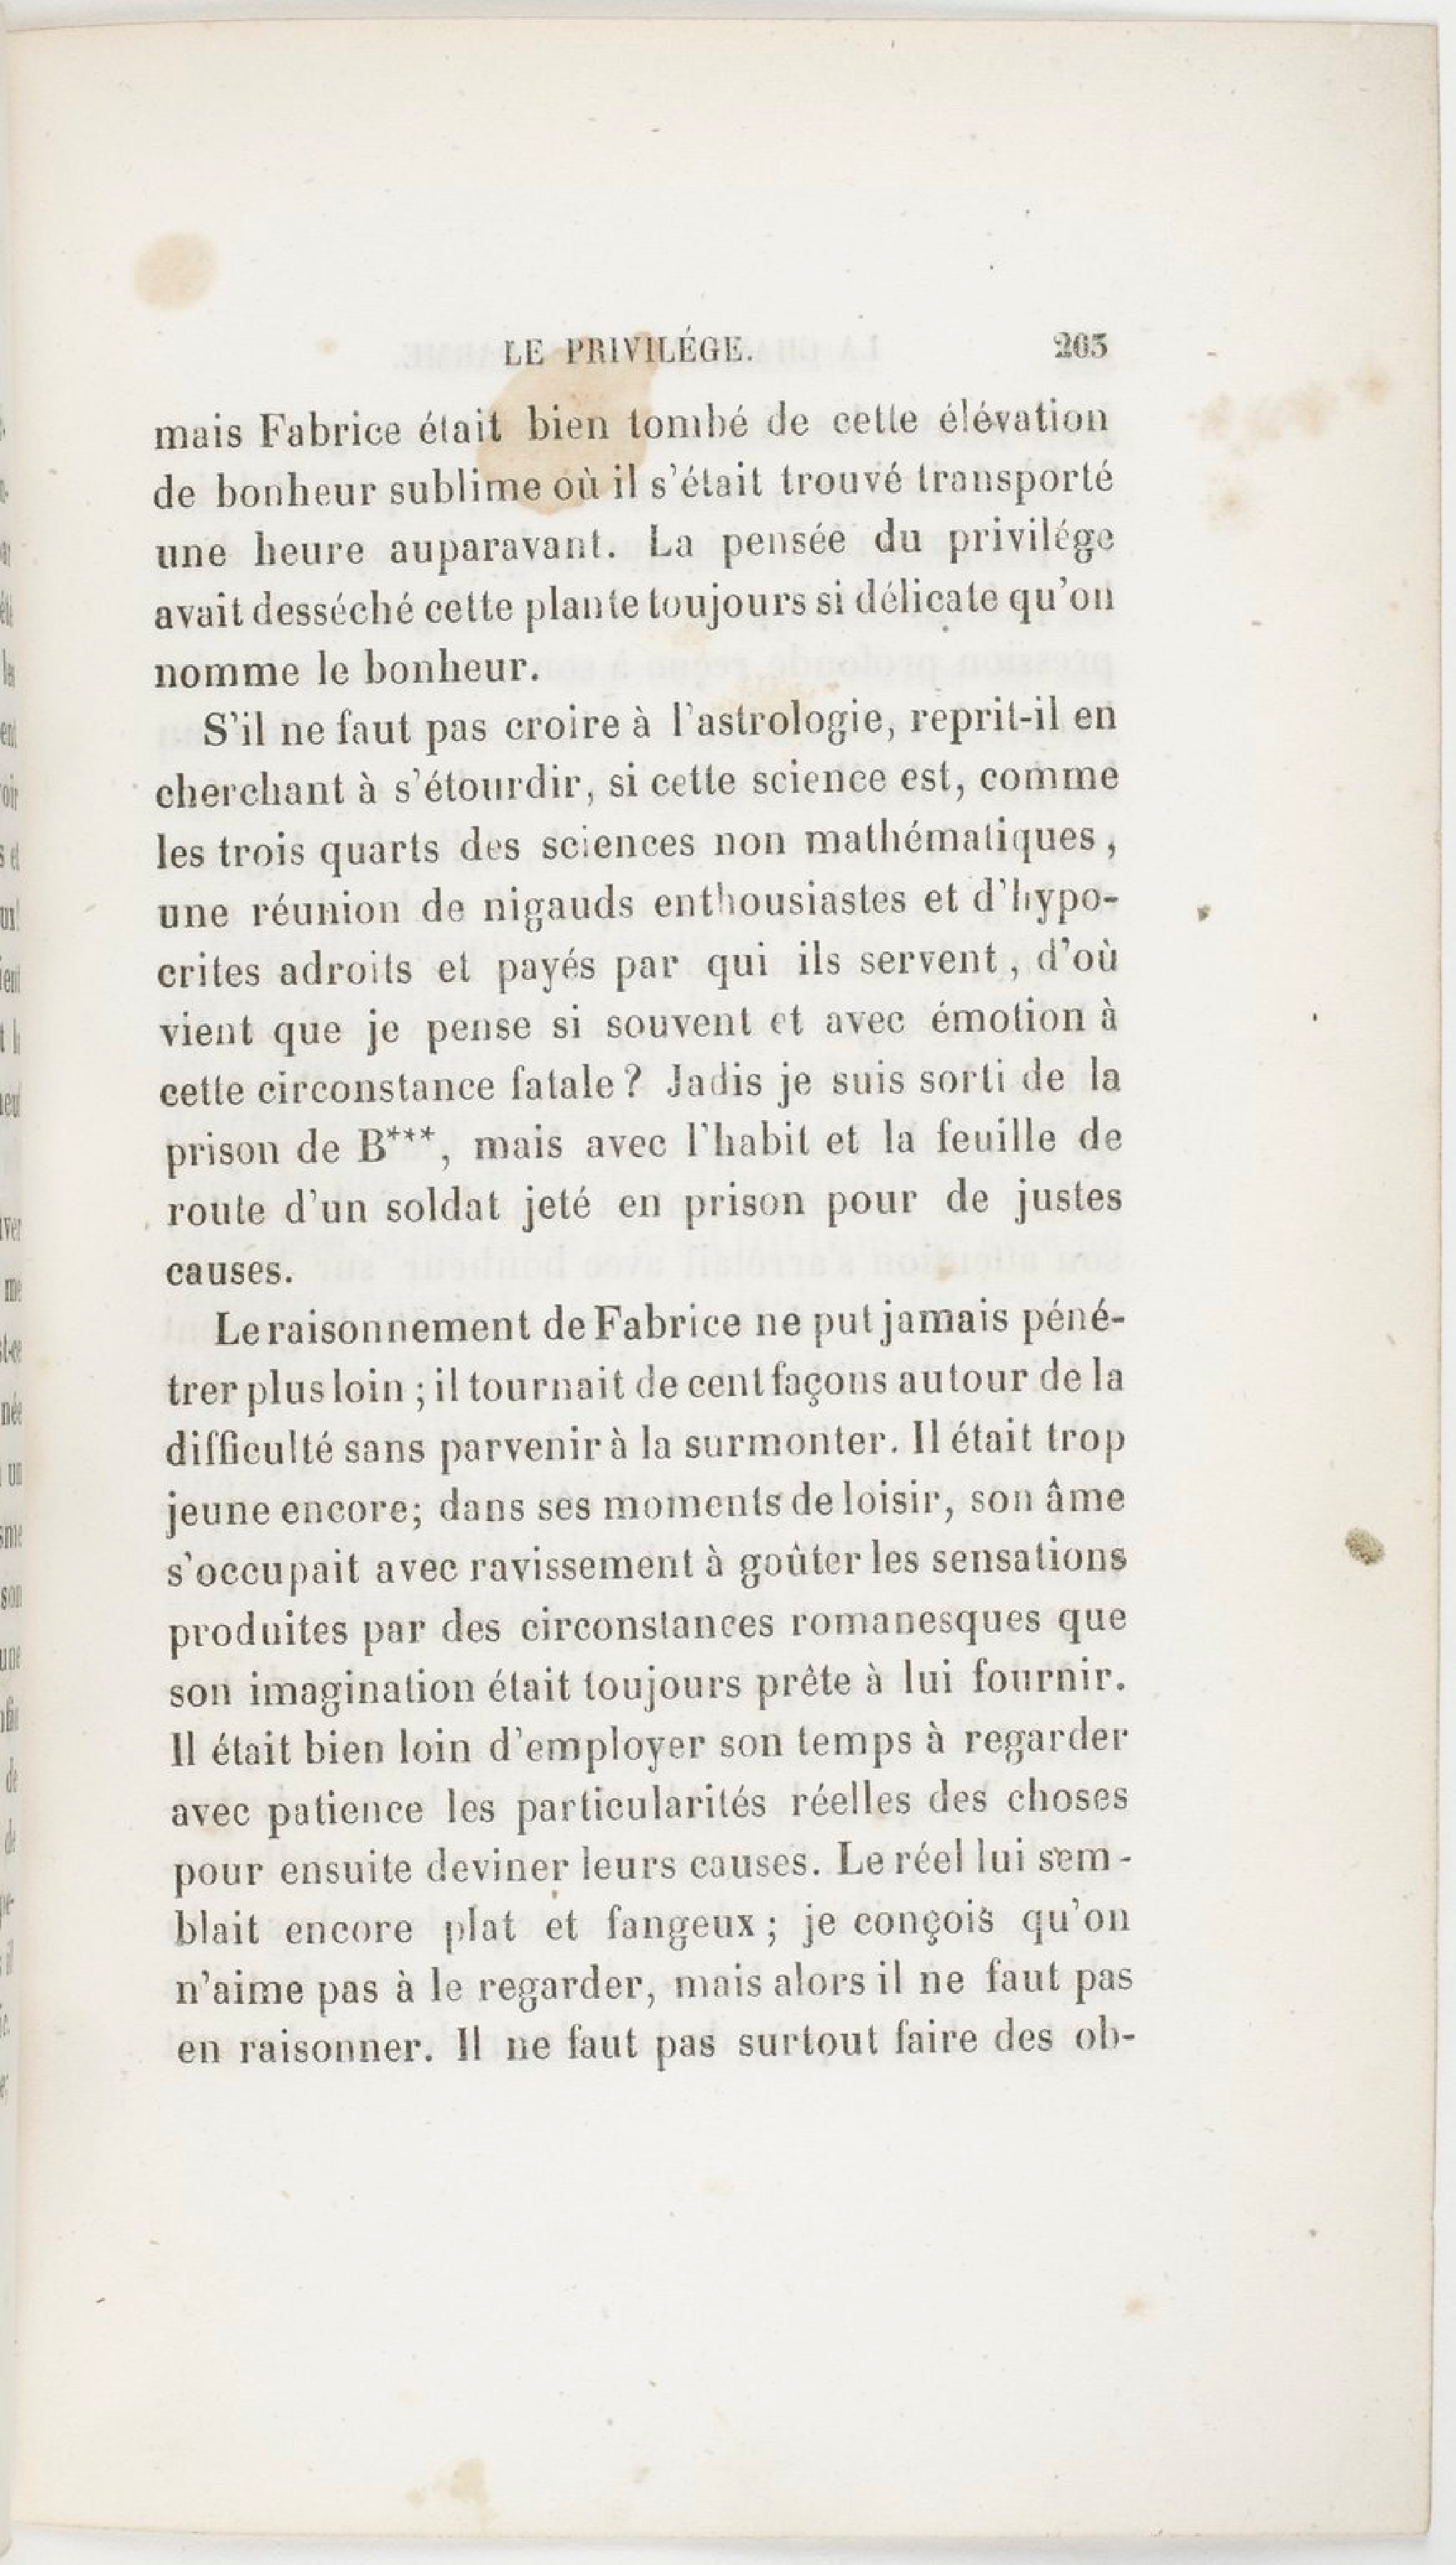 LE PRIVILÉGE. 205
mais Fabrice était bien tombé de cette élévation
de bonheur sublime où il s'était trouvé transporté
une heure auparavant. La pensée du privilége
avait desséché cette plante toujours si délicate qu'on
nomme le bonheur.
S'il ne faut pas croire à l'astrologie, reprit-il en
cherchant à s'étourdir, si cette science est, comme
les trois quarts des sciences non mathématiques,
une réunion de nigauds enthousiastes et d'hypo-
crites adroits et payés par qui ils servent, d'où
vient que je pense si souvent et avec émotion à
cette circonstance fatale? Jadis je suis sorti de la
prison de B***, mais avec l'habit et la feuille de
route d'un soldat jeté en prison pour de justes
causes.
Le raisonnement de Fabrice ne put jamais péné-
trer plus loin; il tournait de cent façons autour de la
difficulté sans parvenir à la surmonter. Il était trop
jeune encore; dans ses moments de loisir, son âme
s'occupait avec ravissement à goûter les sensations
produites par des circonstances romanesques que
son imagination était toujours prête à lui fournir.
Il était bien loin d'employer son temps à regarder
avec patience les particularités réelles des choses
pour ensuite deviner leurs causes. Le réel lui sem-
blait encore plat et fangeux; je conçois qu'on
n'aime pas à le regarder, mais alors il ne faut pas
en raisonner. Il ne faut pas surtout faire des ob-